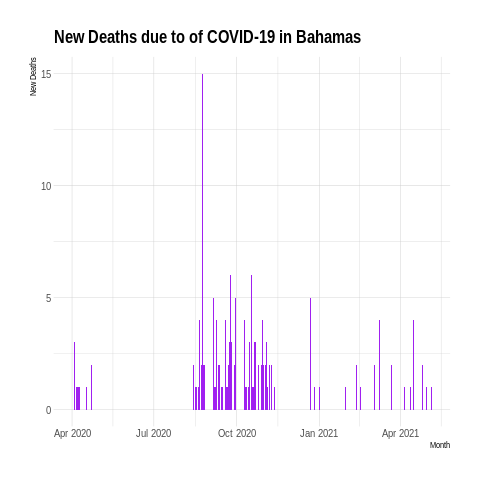 New Deaths due to of COVID-19 in Bahamas
New Deaths
15
10
5
0
Apr 2020 Jul 2020 Oct 2020 Jan 2021 Apr 2021
Month